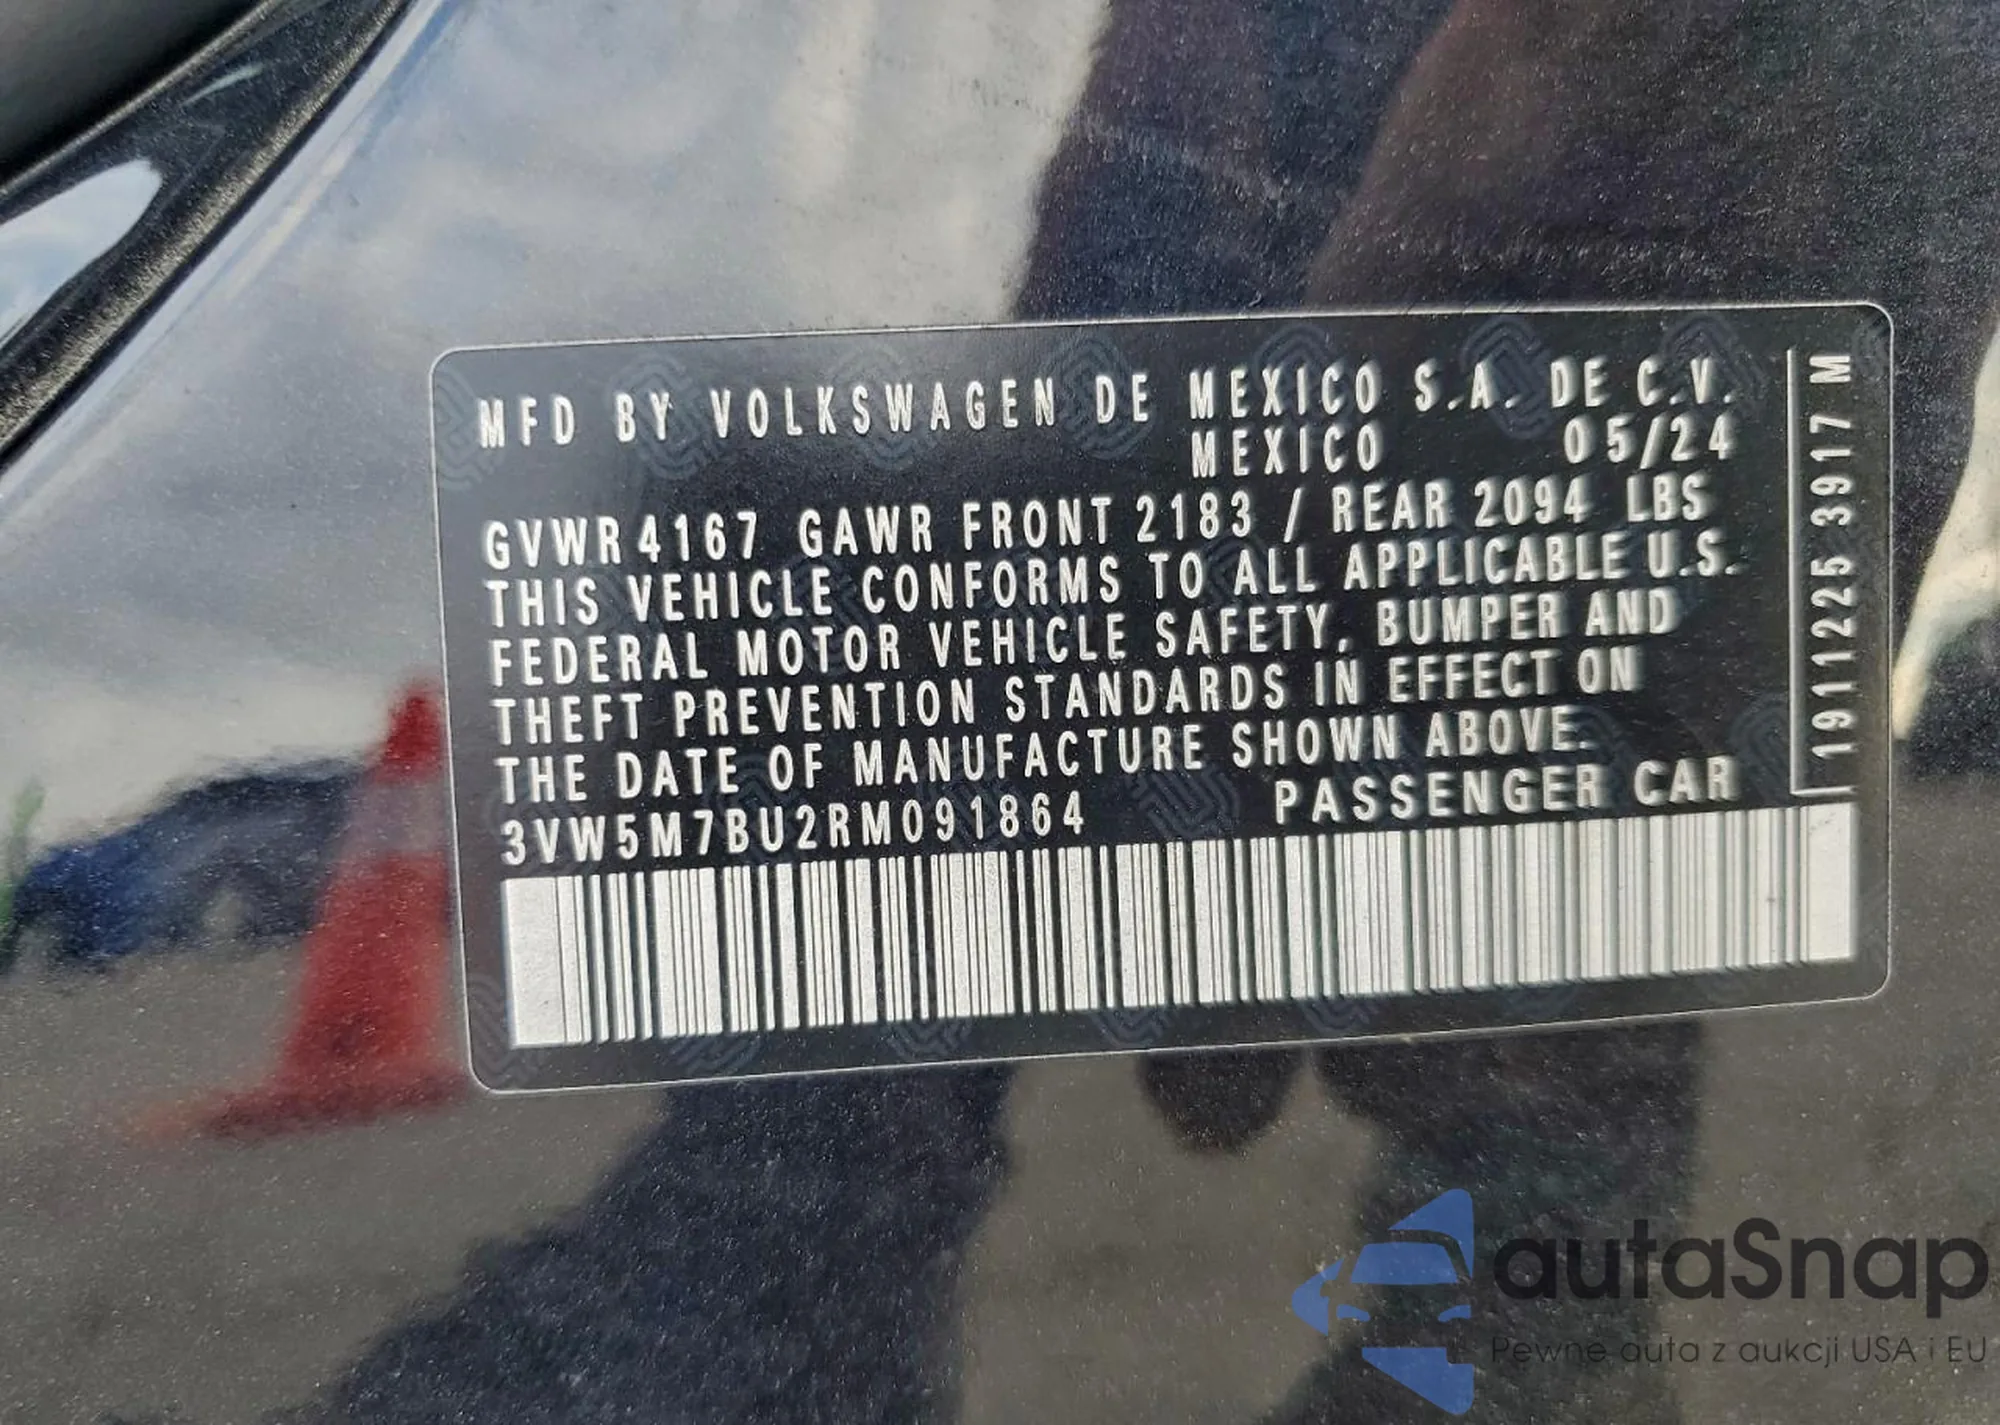 MFD BY VOLKSWAGEN DE MEXICO S.A. DE C.V.
MEXICO 05/24
GVWR 4167 GAWR FRONT 2183 / REAR 2094 LBS
THIS VEHICLE CONFORMS TO ALL APPLICABLE U.S.
FEDERAL MOTOR VEHICLE SAFETY, BUMPER AND
THEFT PREVENTION STANDARDS IN EFFECT ON
THE DATE OF MANUFACTURE SHOWN ABOVE.
3VW5M7BU2RM091864 PASSENGER CAR
1911225 3917 M
autaSnap
Pewne auta z aukcji USA i EU